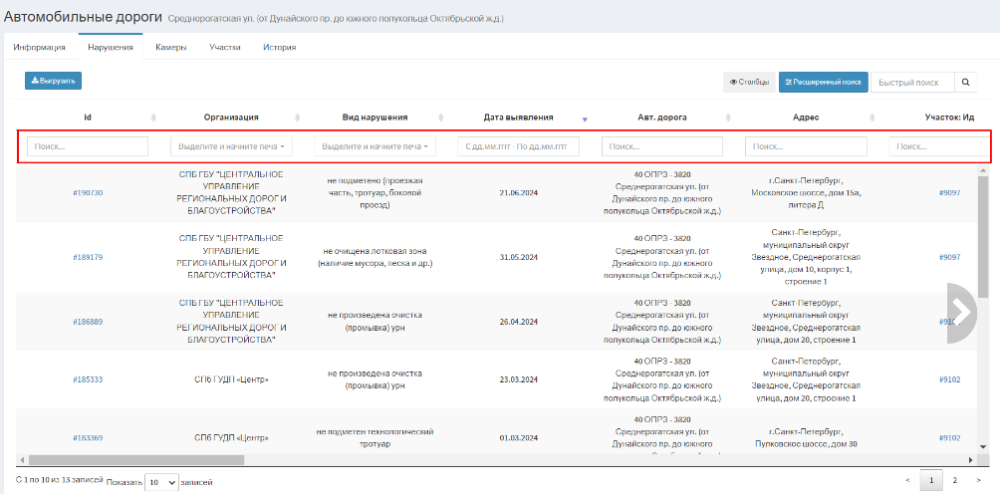 Автомобильные дороги Среднерогатская ул. (от Дунайского пр. до южного полукольца Октябрьской ж.д.)
Информация Нарушения Камеры Участки История
Выгрузить Столбцы Расширенный поиск Быстрый поиск
id Организация Вид нарушения Дата выявления Авт. дорога Адрес Участок: Ид
Поиск... Выделите и начните печа Выделите и начните печа С дд.мм.гггг - По дд.мм.гггг Поиск... Поиск... Поиск...
#190730
СПБ ГБУ "ЦЕНТРАЛЬНОЕ
УПРАВЛЕНИЕ
РЕГИОНАЛЬНЫХ ДОРОГ И
БЛАГОУСТРОЙСТВА"
не подметено (проезжая
часть, тротуар, боковой
проезд)
21.06.2024
40 ОПРЗ - 3820
Среднерогатская ул. (от
Дунайского пр. до южного
полукольца Октябрьской ж.д.)
г.Санкт-Петербург,
Московское шоссе, дом 15а,
литера Д
#9097
#189179
СПБ ГБУ "ЦЕНТРАЛЬНОЕ
УПРАВЛЕНИЕ
РЕГИОНАЛЬНЫХ ДОРОГ И
БЛАГОУСТРОЙСТВА"
не очищена лотковая зона
(наличие мусора, песка и др.)
31.05.2024
40 ОПРЗ - 3820
Среднерогатская ул. (от
Дунайского пр. до южного
полукольца Октябрьской ж.д.)
Санкт-Петербург,
муниципальный округ
Звездное, Среднерогатская
улица, дом 10, корпус 1,
строение 1
#9097
#186889
СПБ ГБУ "ЦЕНТРАЛЬНОЕ
УПРАВЛЕНИЕ
РЕГИОНАЛЬНЫХ ДОРОГ И
БЛАГОУСТРОЙСТВА"
не произведена очистка
(промывка) урн
26.04.2024
40 ОПРЗ - 3820
Среднерогатская ул. (от
Дунайского пр. до южного
полукольца Октябрьской ж.д.)
Санкт-Петербург,
муниципальный округ
Звездное, Среднерогатская
улица, дом 20, строение 1
#185333
СПб ГУДП «Центр»
не произведена очистка
(промывка) урн
23.03.2024
40 ОПРЗ - 3820
Среднерогатская ул. (от
Дунайского пр. до южного
полукольца Октябрьской ж.д.)
Санкт-Петербург,
муниципальный округ
Звездное, Среднерогатская
улица, дом 20, строение 1
#9102
#183369
СПб ГУДП «Центр»
не подметен технологический
тротуар
01.03.2024
40 ОПРЗ - 3820
Среднерогатская ул. (от
Дунайского пр. до южного
г.Санкт-Петербург,
Пулковское шоссе, дом 30
#9102
С 1 по 10 из 13 записей Показать 10 записей < 1 2 >